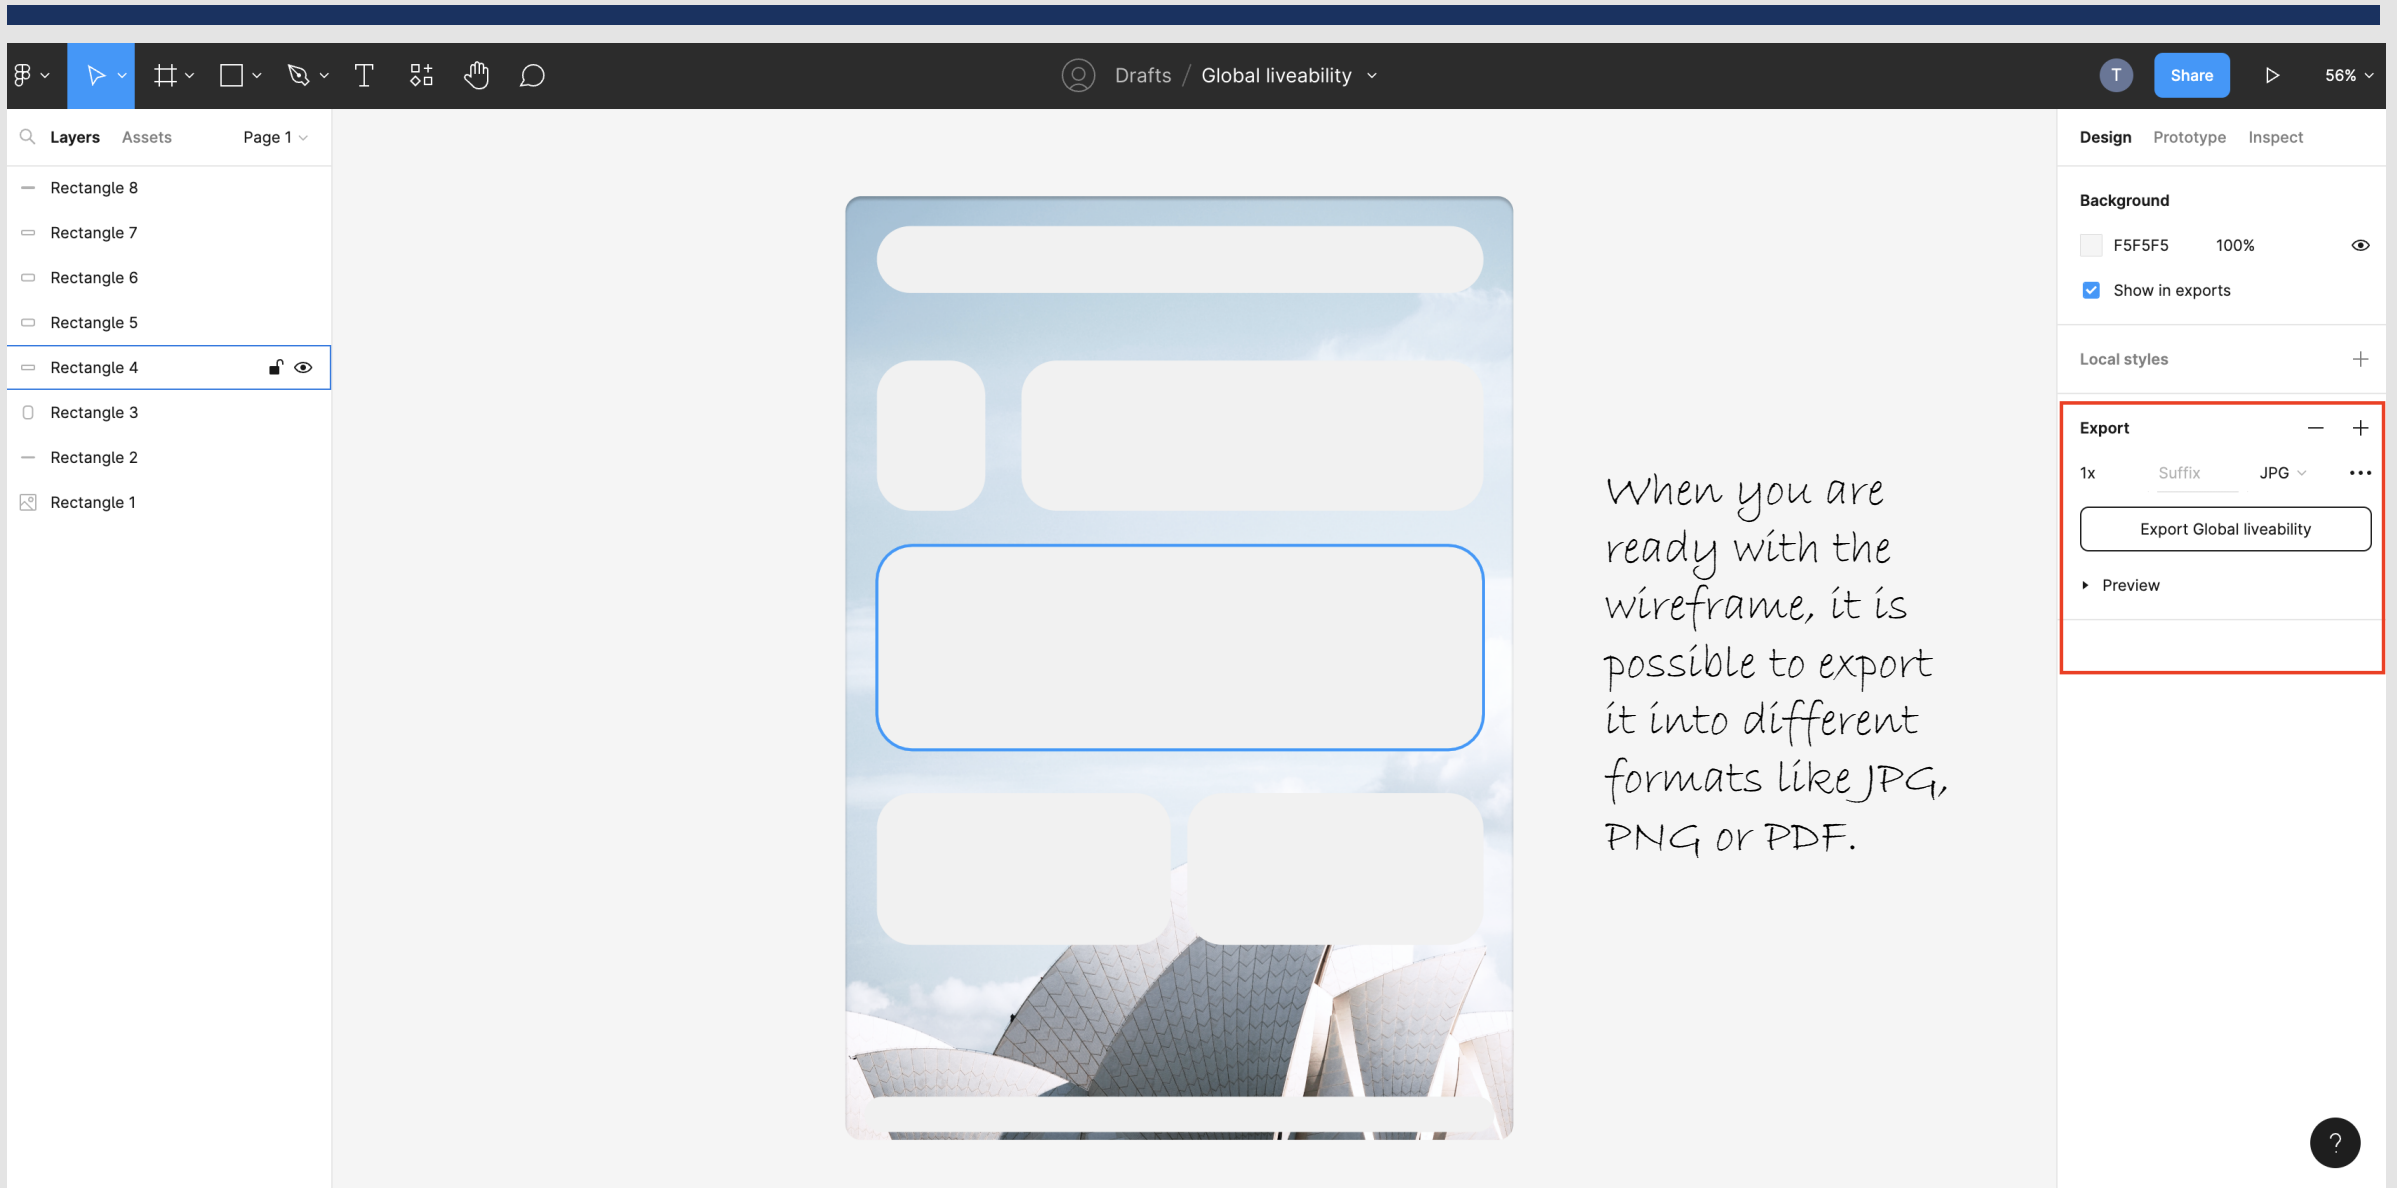 Drafts / Global liveability
T
Share
56%
Layers Assets Page 1
Rectangle 8
Rectangle 7
Rectangle 6
Rectangle 5
Rectangle 4
Rectangle 3
Rectangle 2
Rectangle 1
When you are
ready with the
wireframe, it is
possible to export
it into different
formats like JPG,
PNG or PDF.
Design Prototype Inspect
Background
F5F5F5 100%
Show in exports
Local styles
Export
1x Suffix JPG
Export Global liveability
Preview
?